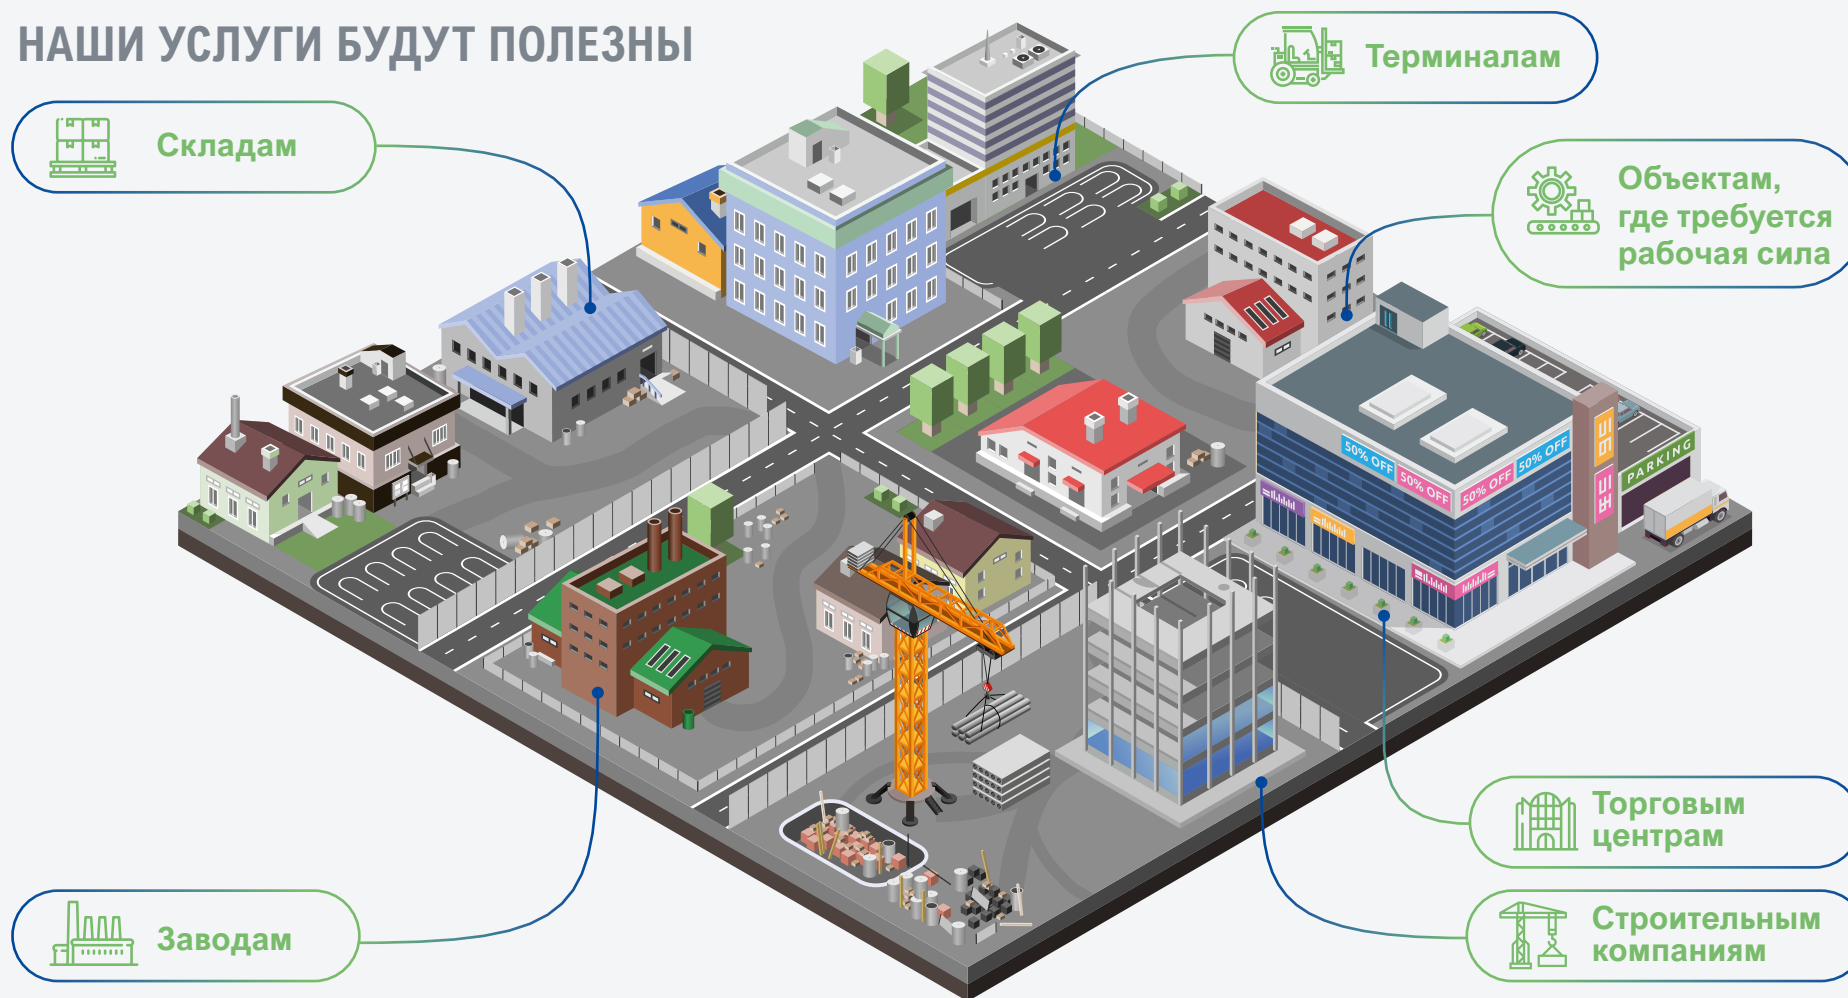 НАШИ УСЛУГИ БУДУТ ПОЛЕЗНЫ
Терминалам
Складам
Объектам,
где требуется
рабочая сила
50% OFF
50% OFF
50% OFF
50% OFF
PARKING
Торговым
центрам
Строительным
компаниям
Заводам